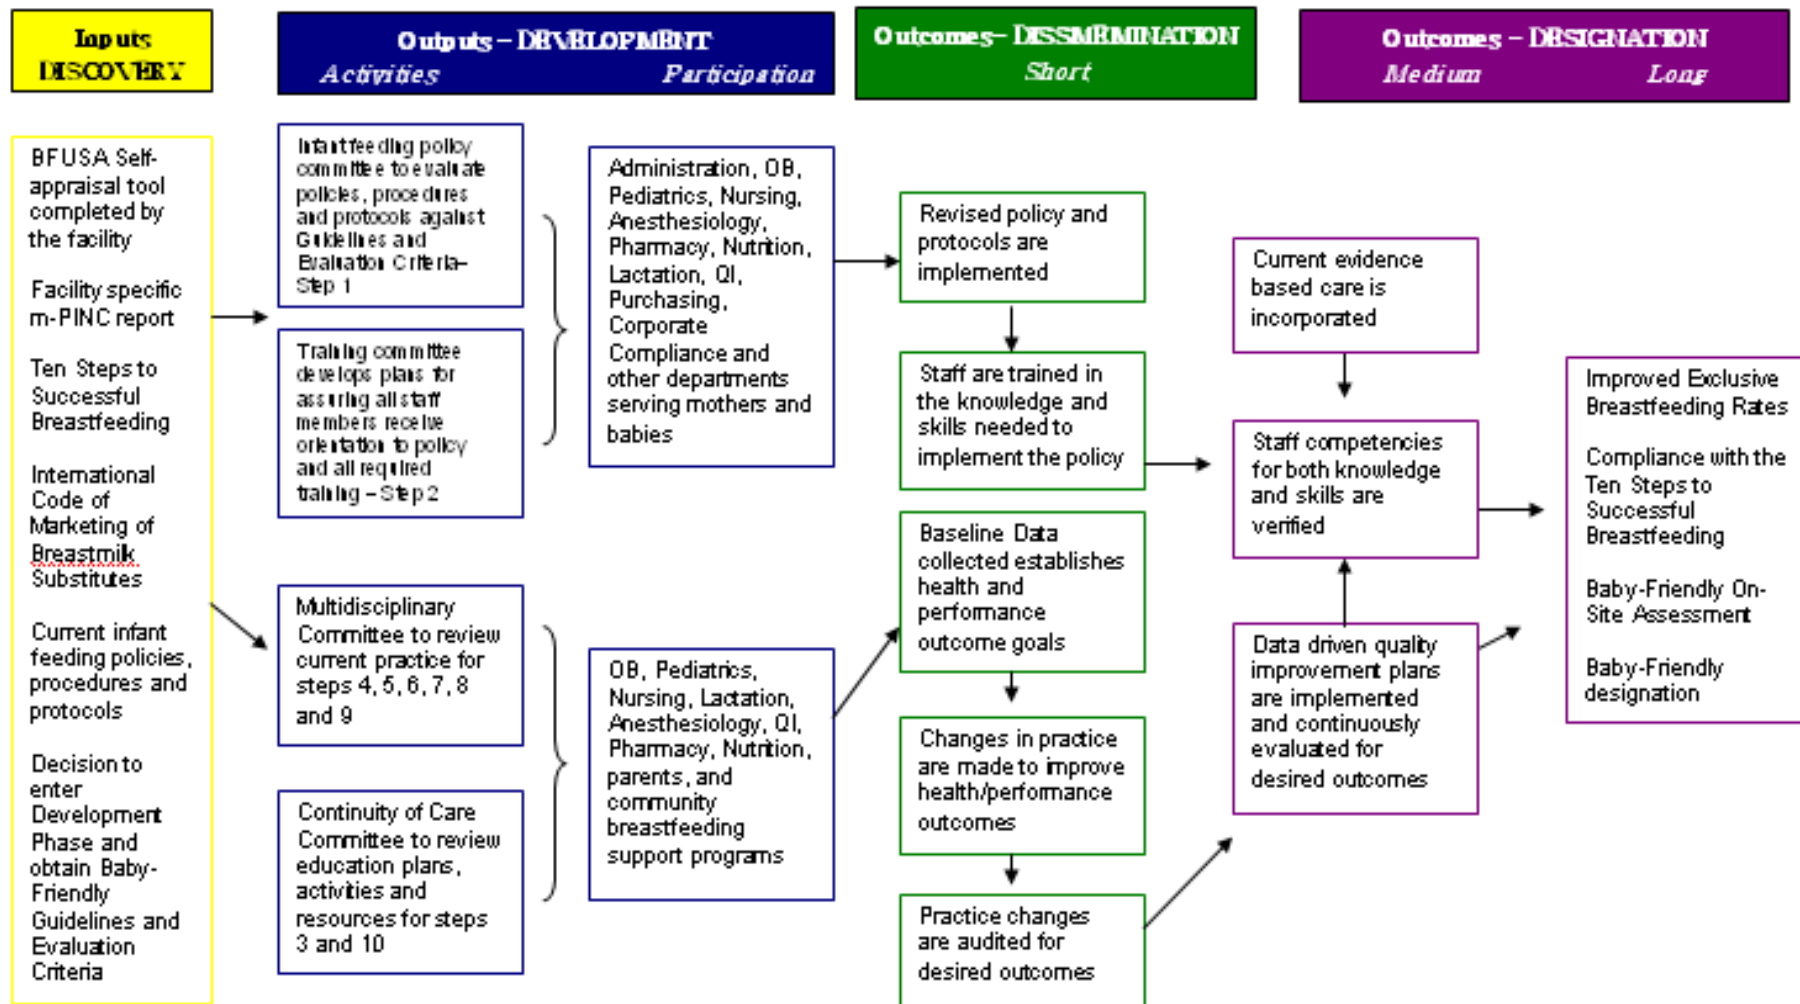 Inputs
DISCOVERY
Outputs – DEVELOPMENT
Activities
Participation
Outcomes– DISSMEMINATION
Short
Outcomes – DESIGNATION
Medium
Long
BFUSA Self-
appraisal tool
completed by
the facility
Facility specific
m-PINC report
Ten Steps to
Successful
Breastfeeding
International
Code of
Marketing of
Breastmilk
Substitutes
Current infant
feeding policies,
procedures and
protocols
Decision to
enter
Development
Phase and
obtain Baby-
Friendly
Guidelines and
Evaluation
Criteria
Infant feeding policy
committee to evaluate
policies, procedures
and protocols against
Guidelines and
Evaluation Criteria–
Step 1
Training committee
develops plans for
assuring all staff
members receive
orientation to policy
and all required
training – Step 2
Multidisciplinary
Committee to review
current practice for
steps 4, 5, 6, 7, 8
and 9
Continuity of Care
Committee to review
education plans,
activities and
resources for steps
3 and 10
Administration, OB,
Pediatrics, Nursing,
Anesthesiology,
Pharmacy, Nutrition,
Lactation, QI,
Purchasing,
Corporate
Compliance and
other departments
serving mothers and
babies
OB, Pediatrics,
Nursing, Lactation,
Anesthesiology, QI,
Pharmacy, Nutrition,
parents, and
community
breastfeeding
support programs
Revised policy and
protocols are
implemented
Staff are trained in
the knowledge and
skills needed to
implement the policy
Baseline Data
collected establishes
health and
performance
outcome goals
Changes in practice
are made to improve
health/performance
outcomes
Practice changes
are audited for
desired outcomes
Current evidence
based care is
incorporated
Staff competencies
for both knowledge
and skills are
verified
Data driven quality
improvement plans
are implemented
and continuously
evaluated for
desired outcomes
Improved Exclusive
Breastfeeding Rates
Compliance with the
Ten Steps to
Successful
Breastfeeding
Baby-Friendly On-
Site Assessment
Baby-Friendly
designation